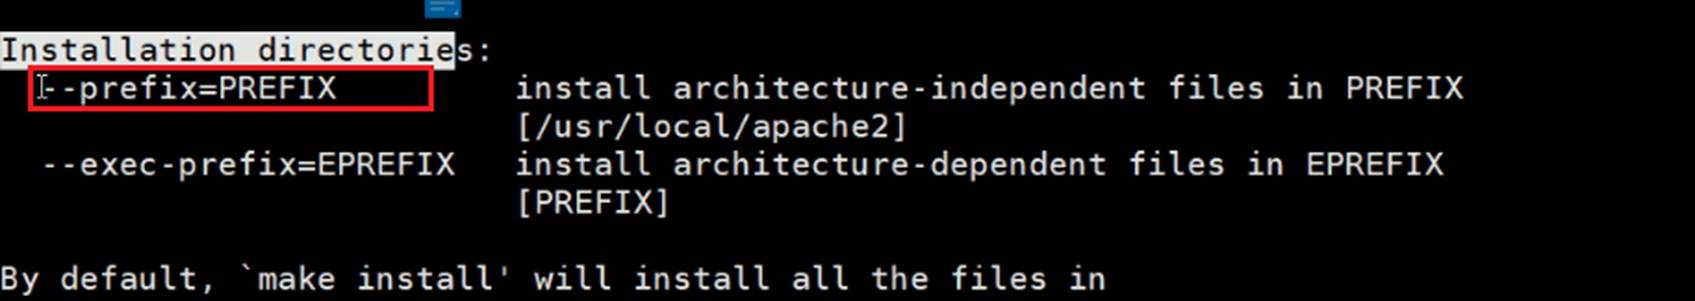 Installation directories:
--prefix=PREFIX install architecture-independent files in PREFIX
[/usr/local/apache2]
--exec-prefix=EPREFIX install architecture-dependent files in EPREFIX
[PREFIX]
By default, `make install' will install all the files in